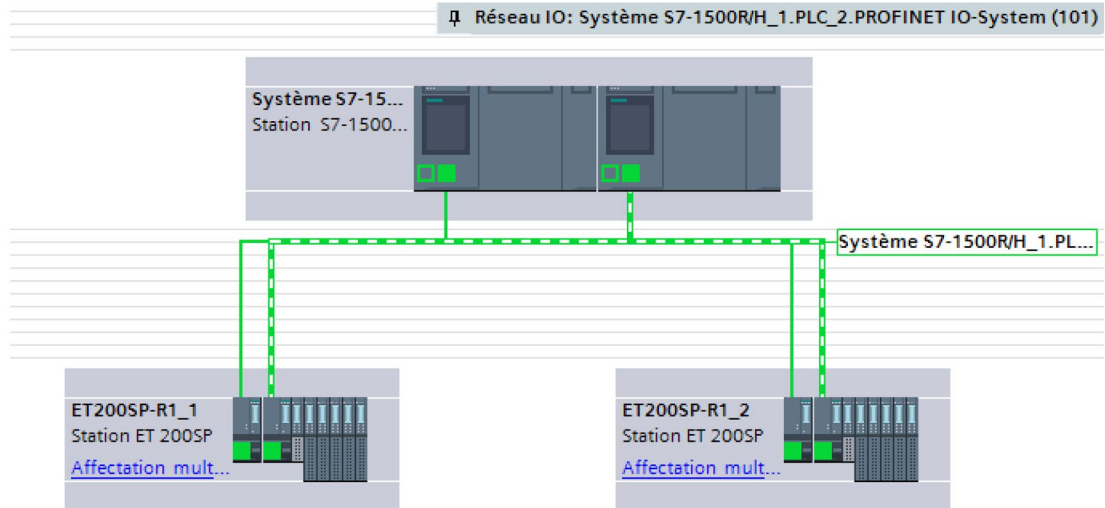 Réseau IO: Système S7-1500R/H_1.PLC_2.PROFINET IO-System (101)
Système S7-15...
Station S7-1500...
Système S7-1500R/H_1.PL...
ET200SP-R1_1
Station ET 200SP
Affectation mult...
ET200SP-R1_2
Station ET 200SP
Affectation mult...